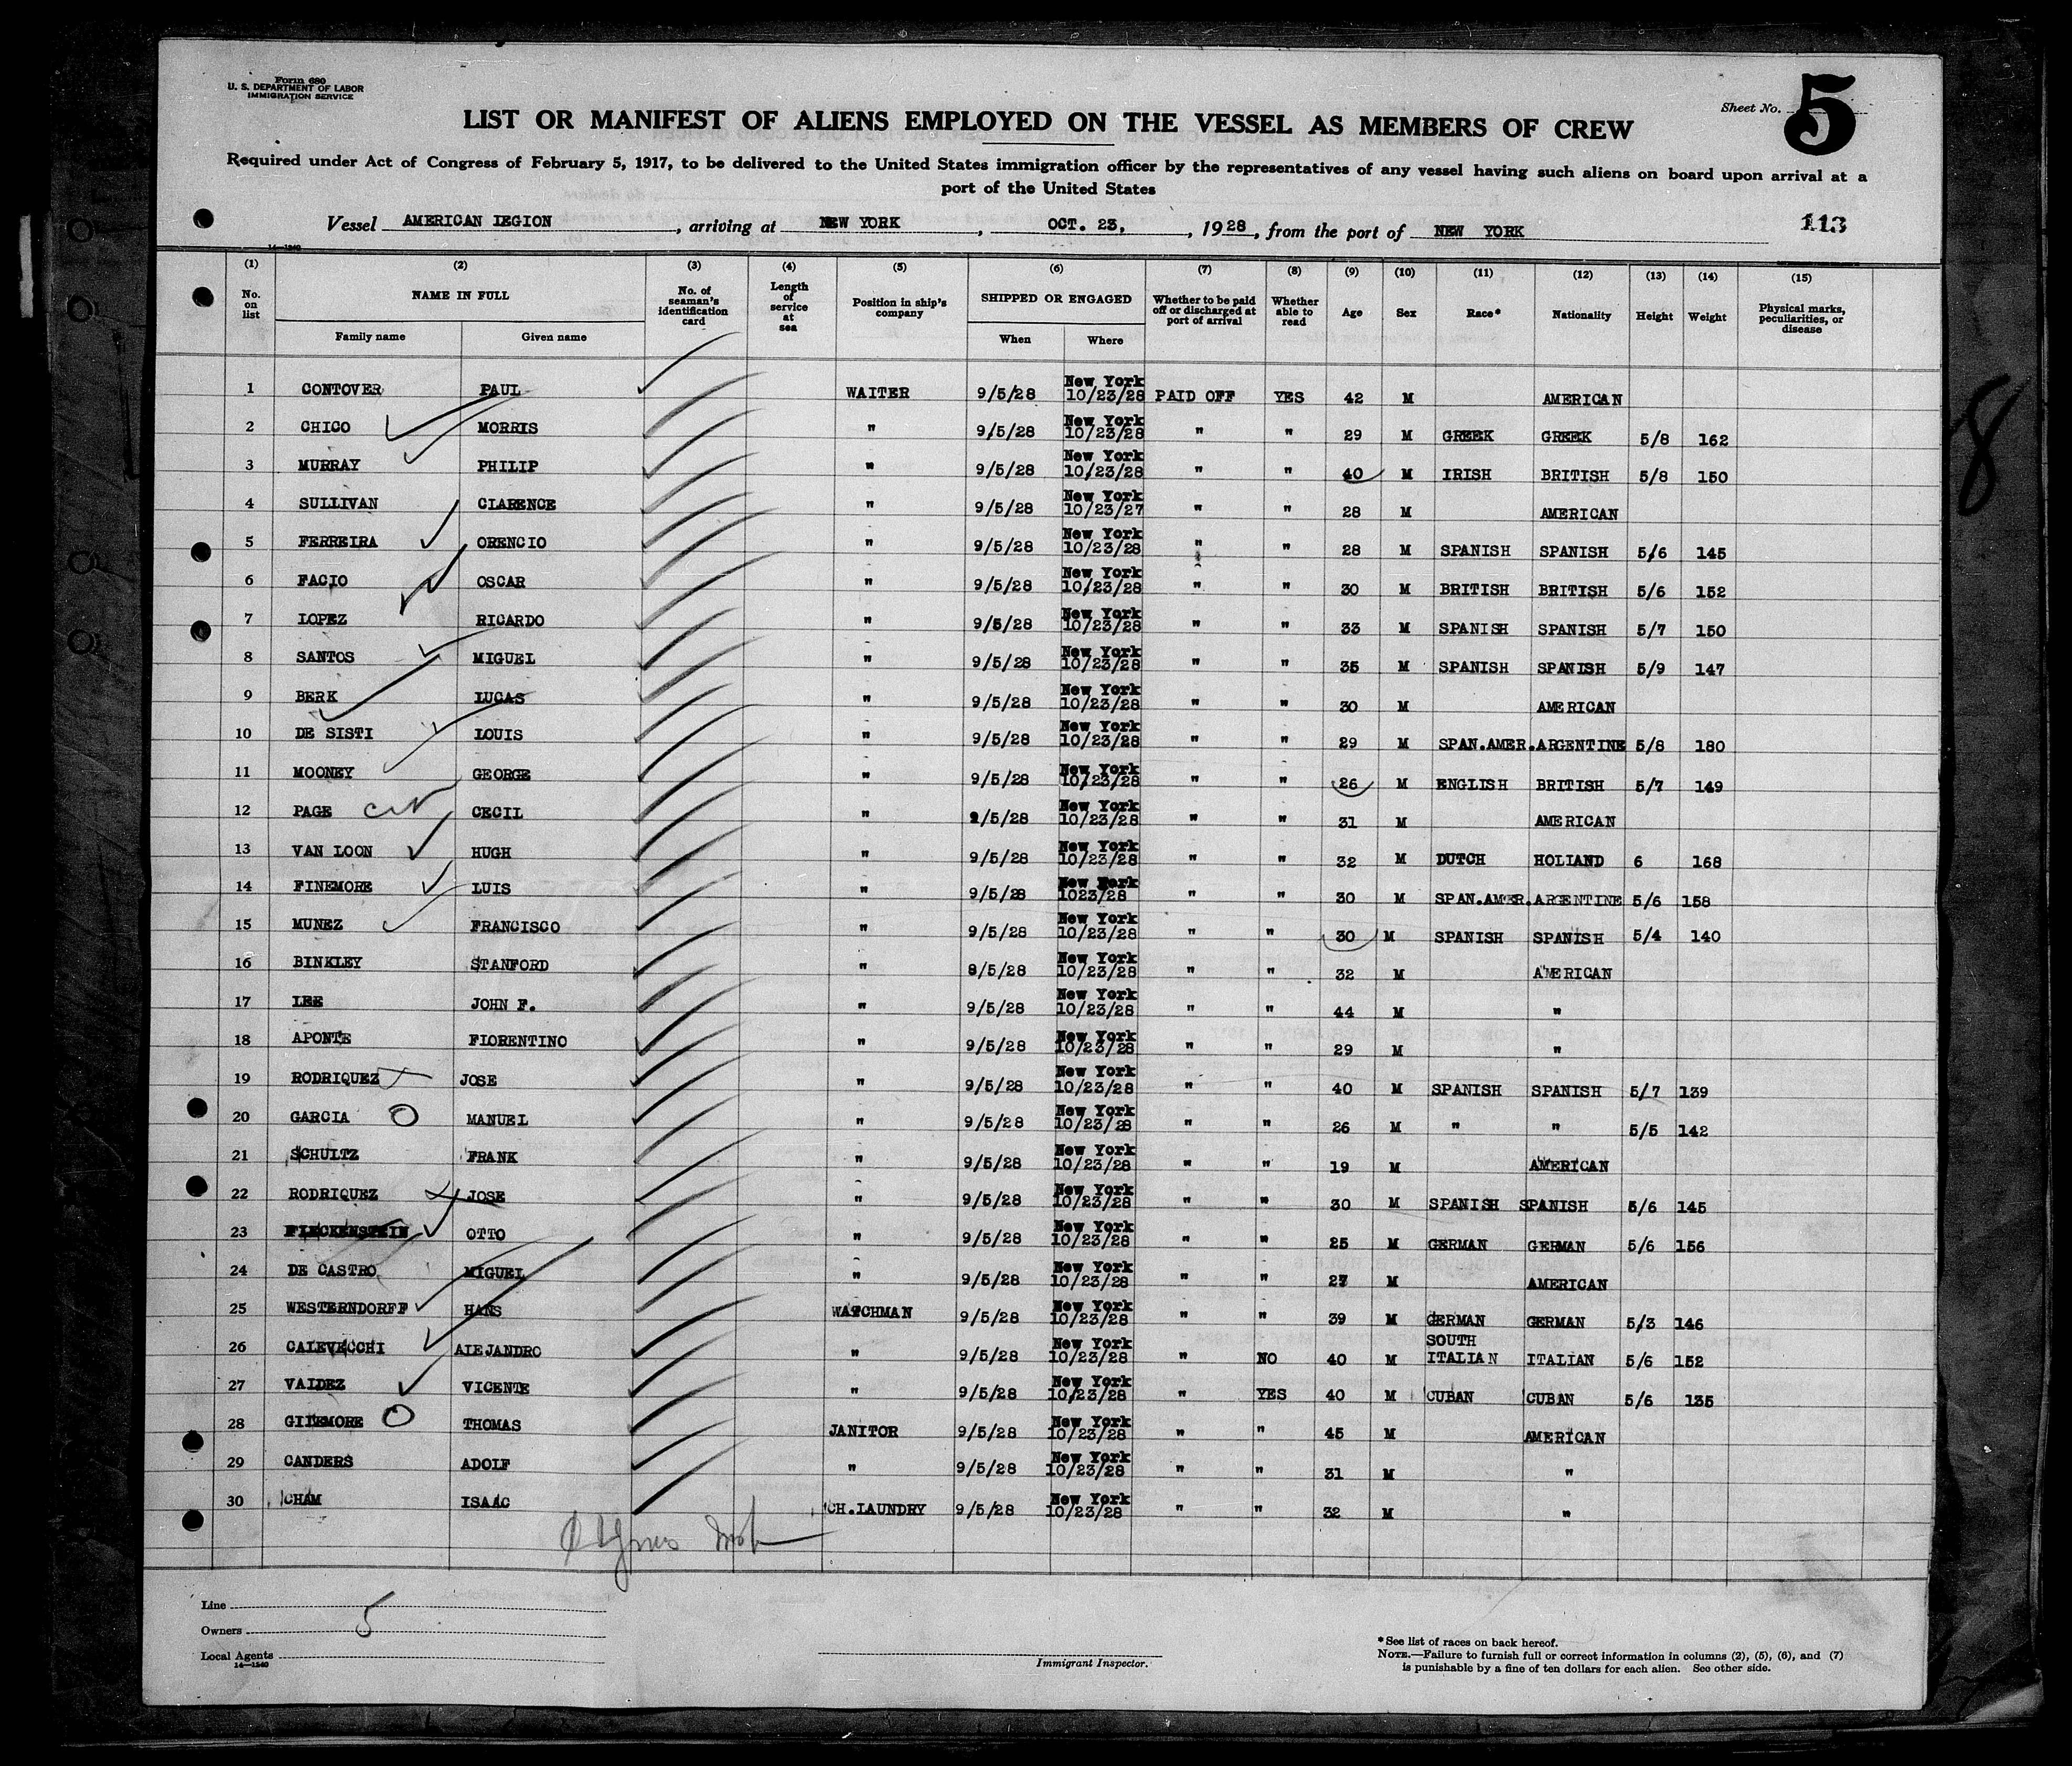 Form 680
U. S. DEPARTMENT OF LABOR
IMMIGRATION SERVICE
Sheet No. 5
LIST OR MANIFEST OF ALIENS EMPLOYED ON THE VESSEL AS MEMBERS OF CREW
Required under Act of Congress of February 5, 1917, to be delivered to the United States immigration officer by the representatives of any vessel having such aliens on board upon arrival at a
port of the United States
Vessel AMERICAN LEGION, arriving at NEW YORK, OCT. 23, 1928, from the port of NEW YORK
113
14—1240
(1) (2) (3) (4) (5) (6) (7) (8) (9) (10) (11) (12) (13) (14) (15)
No. on list NAME IN FULL Family name Given name No. of seaman's identification card Length of service at sea Position in ship's company SHIPPED OR ENGAGED When Where Whether to be paid off or discharged at port of arrival Whether able to read Age Sex Race* Nationality Height Weight Physical marks, peculiarities, or disease
1 CONTOVER PAUL WAITER 9/5/28 New York 10/23/28 PAID OFF YES 42 M AMERICAN
2 CHICO MORRIS " 9/5/28 New York 10/23/28 " " 29 M GREEK GREEK 5/8 162
3 MURRAY PHILIP " 9/5/28 New York 10/23/28 " " 40 M IRISH BRITISH 5/8 150
4 SULLIVAN CLARENCE " 9/5/28 New York 10/23/27 " " 28 M AMERICAN
5 FERREIRA ORENCIO " 9/5/28 New York 10/23/28 " " 28 M SPANISH SPANISH 5/6 145
6 FACIO OSCAR " 9/5/28 New York 10/23/28 " " 30 M BRITISH BRITISH 5/6 152
7 LOPEZ RICARDO " 9/5/28 New York 10/23/28 " " 33 M SPANISH SPANISH 5/7 150
8 SANTOS MIGUEL " 9/5/28 New York 10/23/28 " " 35 M SPANISH SPANISH 5/9 147
9 BERK LUCAS " 9/5/28 New York 10/23/28 " " 30 M AMERICAN
10 DE SISTI LOUIS " 9/5/28 New York 10/23/28 " " 29 M SPAN.AMER. ARGENTINE 5/8 180
11 MOONEY GEORGE " 9/5/28 New York 10/23/28 " " 26 M ENGLISH BRITISH 5/7 149
12 PAGE CECIL " 9/5/28 New York 10/23/28 " " 31 M AMERICAN
13 VAN LOON HUGH " 9/5/28 New York 10/23/28 " " 32 M DUTCH HOLLAND 6 168
14 FINEMORE LUIS " 9/5/28 New York 1023/28 " " 30 M SPAN.AMER. ARGENTINE 5/6 158
15 MUNEZ FRANCISCO " 9/5/28 New York 10/23/28 " " 30 M SPANISH SPANISH 5/4 140
16 BINKLEY STANFORD " 8/5/28 New York 10/23/28 " " 32 M AMERICAN
17 LEE JOHN F. " 9/5/28 New York 10/23/28 " " 44 M "
18 APONTE FLORENTINO " 9/5/28 New York 10/23/28 " " 29 M "
19 RODRIQUEZ JOSE " 9/5/28 New York 10/23/28 " " 40 M SPANISH SPANISH 5/7 139
20 GARCIA MANUEL " 9/5/28 New York 10/23/28 " " 26 M " " 5/5 142
21 SCHULTZ FRANK " 9/5/28 New York 10/23/28 " " 19 M AMERICAN
22 RODRIQUEZ JOSE " 9/5/28 New York 10/23/28 " " 30 M SPANISH SPANISH 5/6 145
23 FLECKENSTEIN OTTO " 9/5/28 New York 10/23/28 " " 25 M GERMAN GERMAN 5/6 156
24 DE CASTRO MIGUEL " 9/5/28 New York 10/23/28 " " 27 M AMERICAN
25 WESTERNDORFF HANS WATCHMAN 9/5/28 New York 10/23/28 " " 39 M GERMAN GERMAN 5/3 146
26 CALEVECCHI ALEJANDRO " 9/5/28 New York 10/23/28 " NO 40 M SOUTH ITALIAN ITALIAN 5/6 152
27 VALDEZ VICENTE " 9/5/28 New York 10/23/28 " YES 40 M CUBAN CUBAN 5/6 135
28 GILEMORE THOMAS JANITOR 9/5/28 New York 10/23/28 " " 45 M AMERICAN
29 CANDERS ADOLF " 9/5/28 New York 10/23/28 " " 31 M "
30 CHAM ISAAC CH.LAUNDRY 9/5/28 New York 10/23/28 " " 32 M "
Line
Owners 5
Local Agents
14—1240
Immigrant Inspector.
*See list of races on back hereof.
NOTE.—Failure to furnish full or correct information in columns (2), (5), (6), and (7)
is punishable by a fine of ten dollars for each alien. See other side.
8